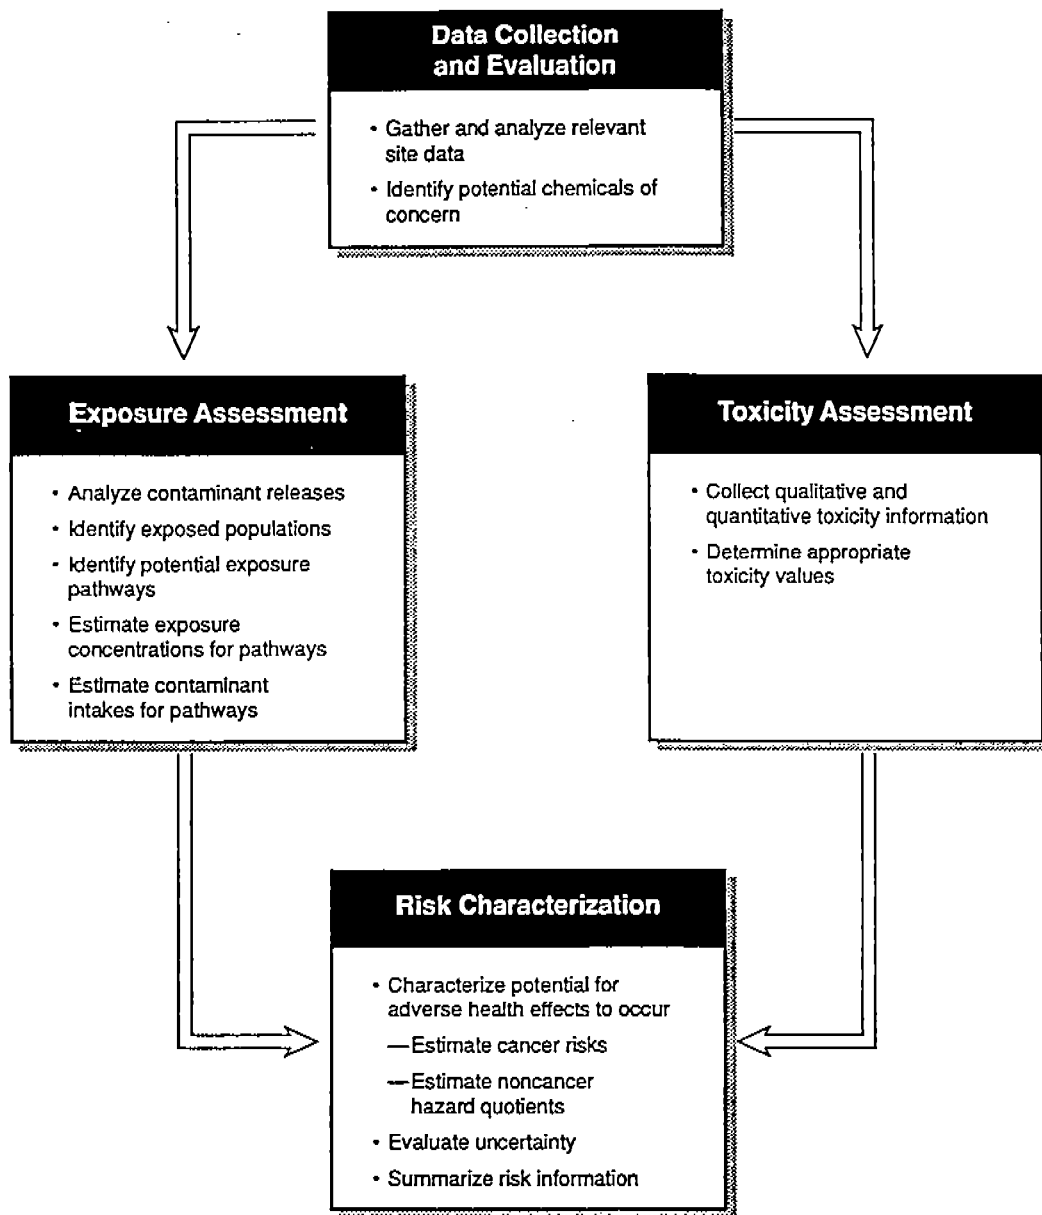 Data Collection
and Evaluation
• Gather and analyze relevant
site data
• Identify potential chemicals of
concern
Exposure Assessment
• Analyze contaminant releases
• Identify exposed populations
• Identify potential exposure
pathways
• Estimate exposure
concentrations for pathways
• Estimate contaminant
intakes for pathways
Toxicity Assessment
• Collect qualitative and
quantitative toxicity information
• Determine appropriate
toxicity values
Risk Characterization
• Characterize potential for
adverse health effects to occur
—Estimate cancer risks
—Estimate noncancer
hazard quotients
• Evaluate uncertainty
• Summarize risk information